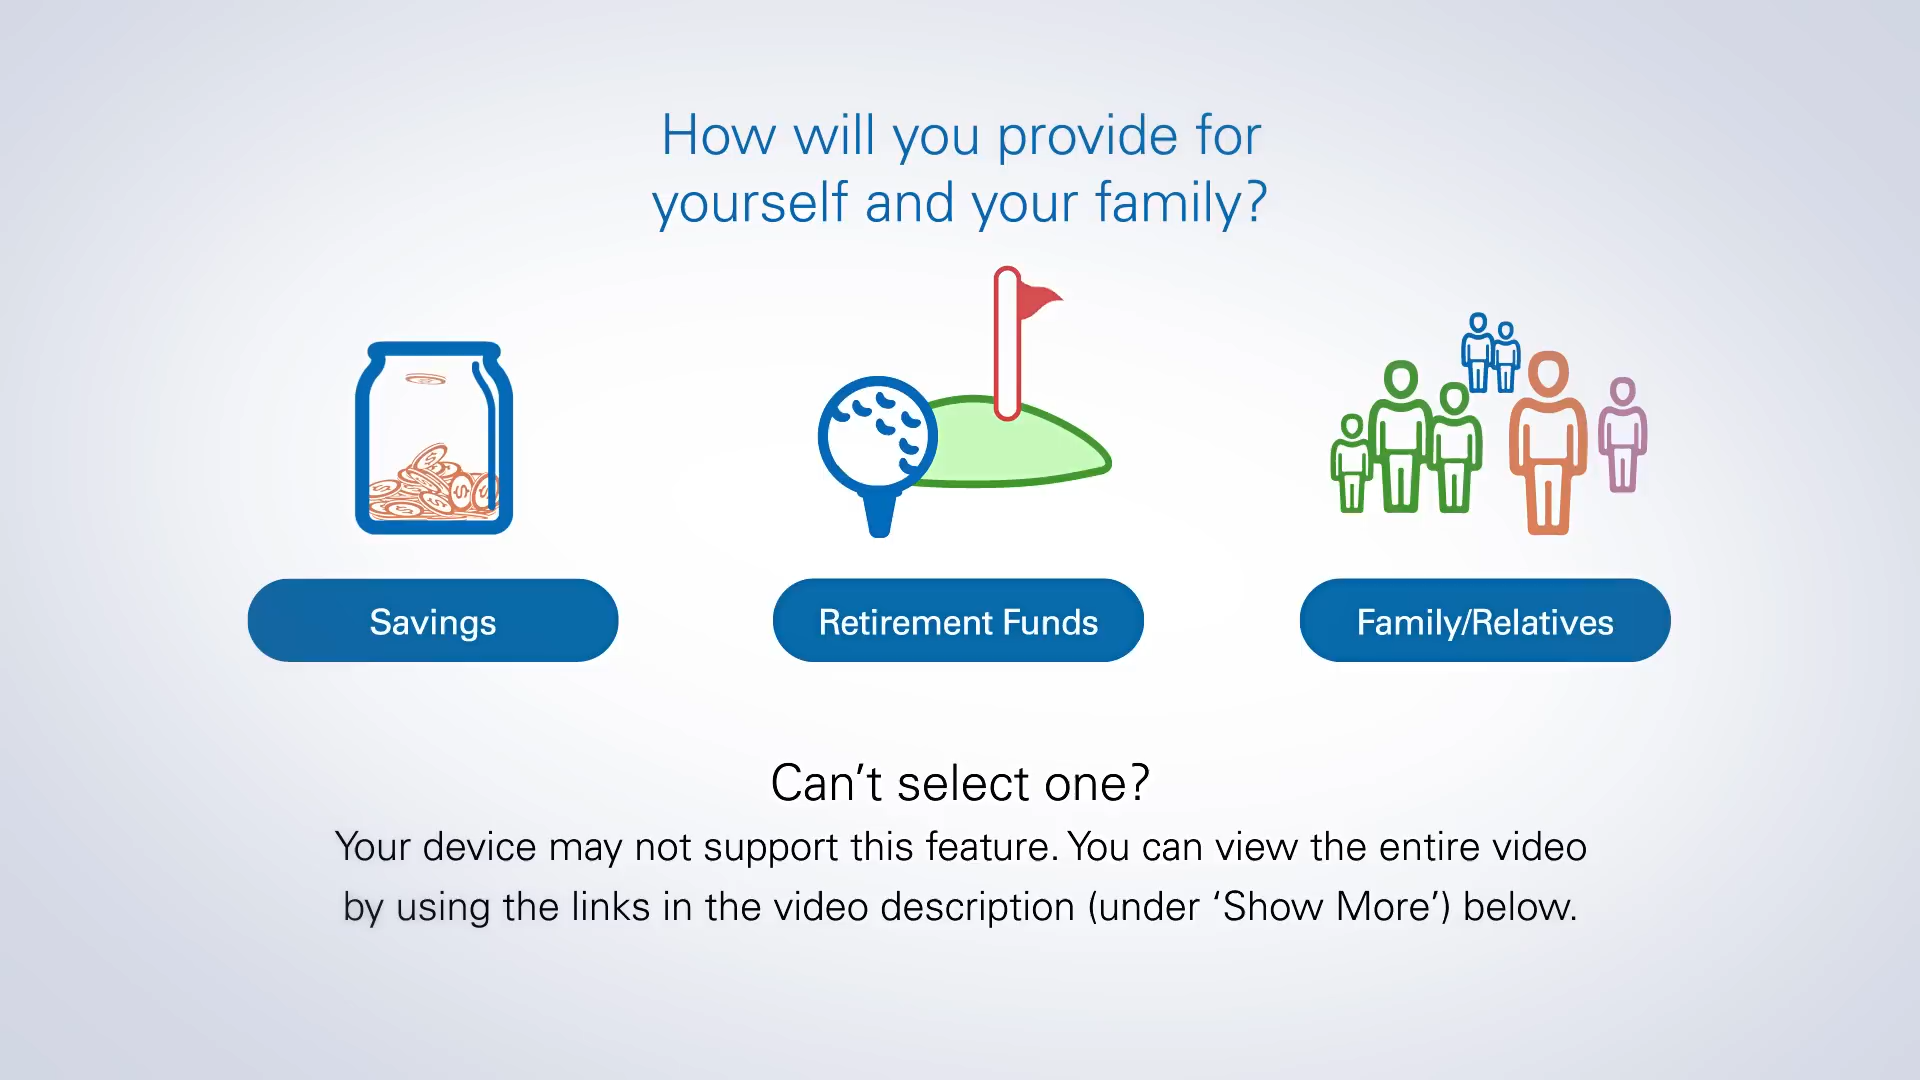 How will you provide for
yourself and your family?
Savings
Retirement Funds
Family/Relatives
Can’t select one?
Your device may not support this feature. You can view the entire video
by using the links in the video description (under ‘Show More’) below.